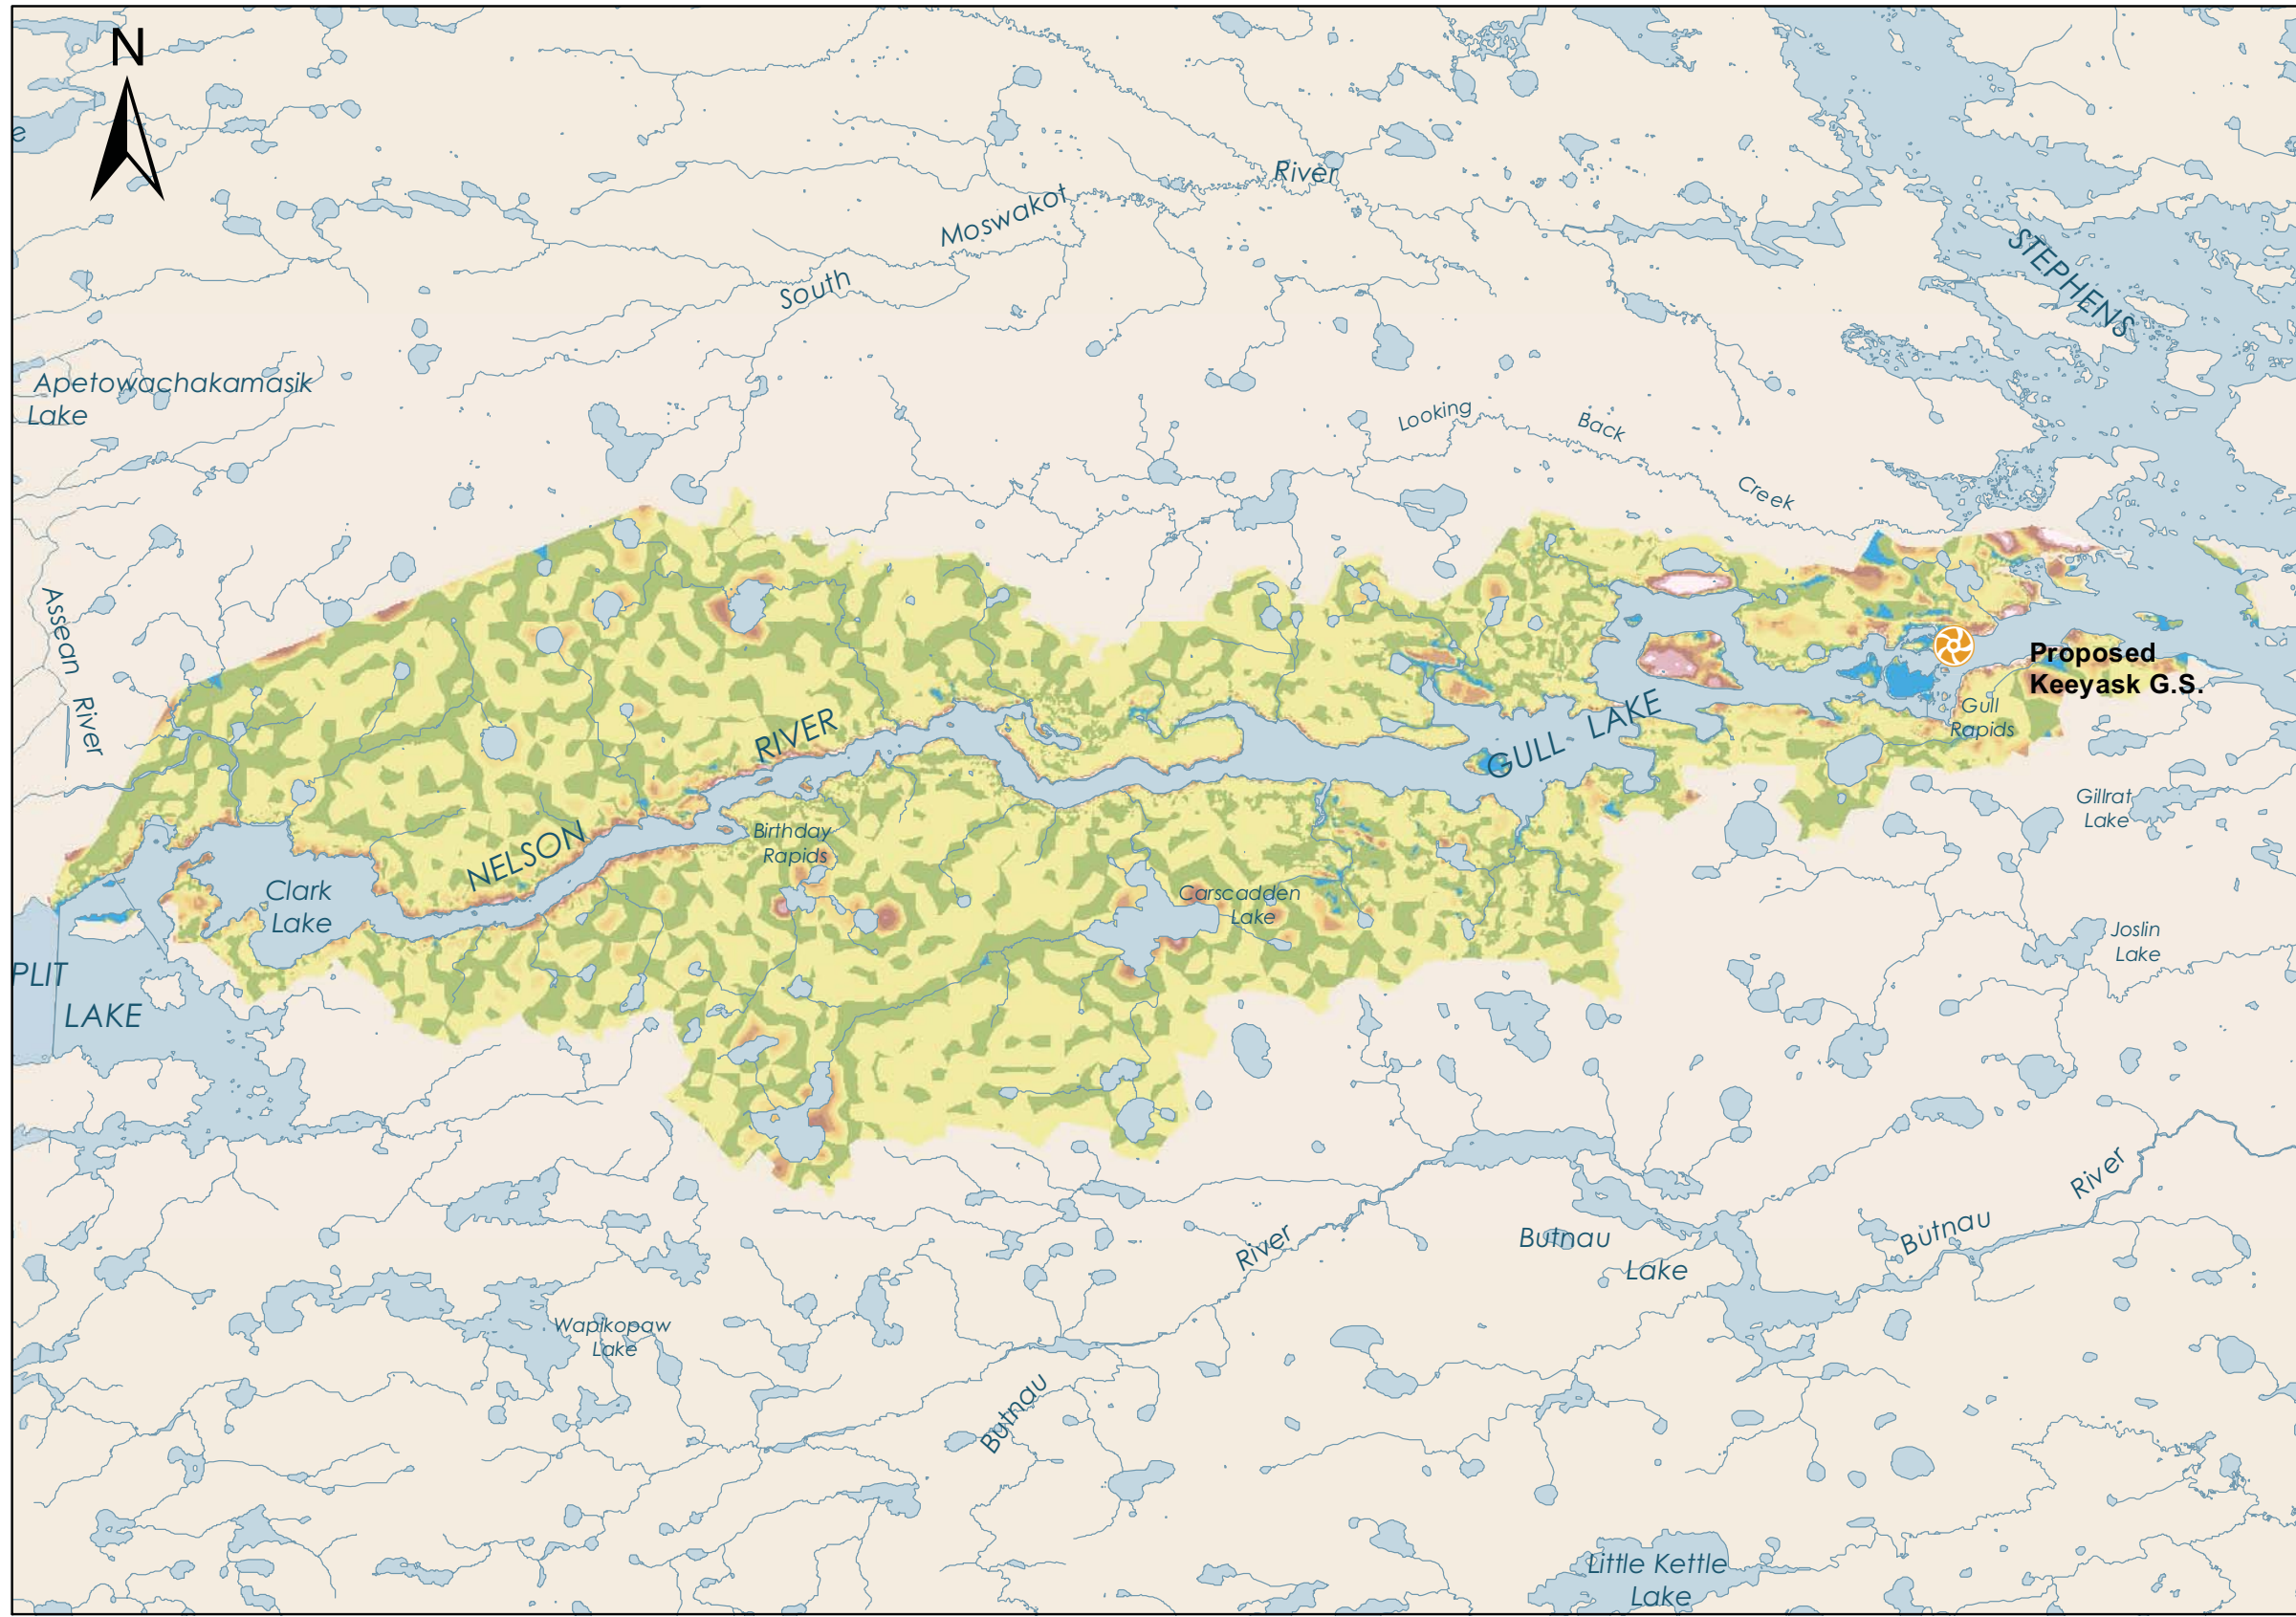 N
e
River
Moswakot
South
STEPHENS
Apetowachakamasik
Lake
Looking
Back
Creek
Assean River
Proposed
Keeyask G.S.
Gull
Rapids
RIVER
GULL LAKE
NELSON
Birthday
Rapids
Gillrat
Lake
Clark
Lake
Carscadden
Lake
Joslin
Lake
PLIT
LAKE
River
Butnau
River
Butnau
Lake
Wapikopaw
Lake
Butnau
Little Kettle
Lake